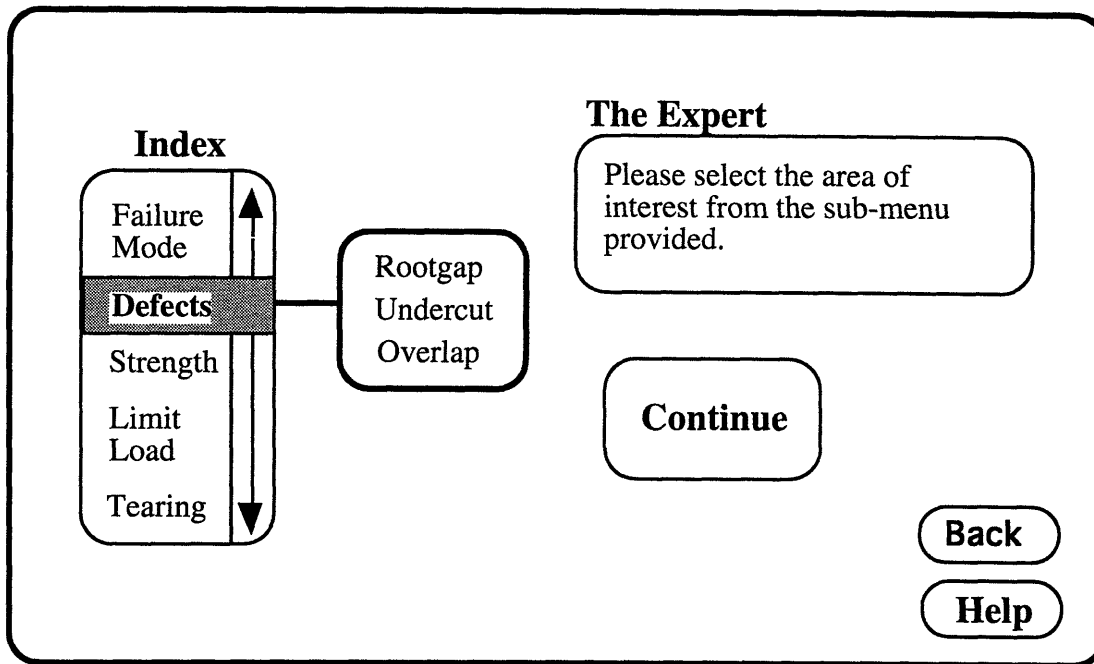 Index
Failure
Mode
Defects
Strength
Limit
Load
Tearing
Rootgap
Undercut
Overlap
The Expert
Please select the area of
interest from the sub-menu
provided.
Continue
Back
Help